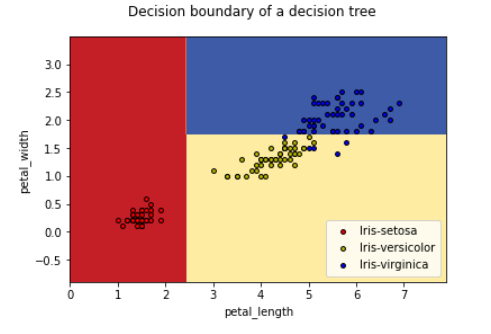 Decision boundary of a decision tree
petal_width
3.0
2.5
2.0
1.5
1.0
0.5
0.0
−0.5
Iris-setosa
Iris-versicolor
Iris-virginica
0 1 2 3 4 5 6 7
petal_length